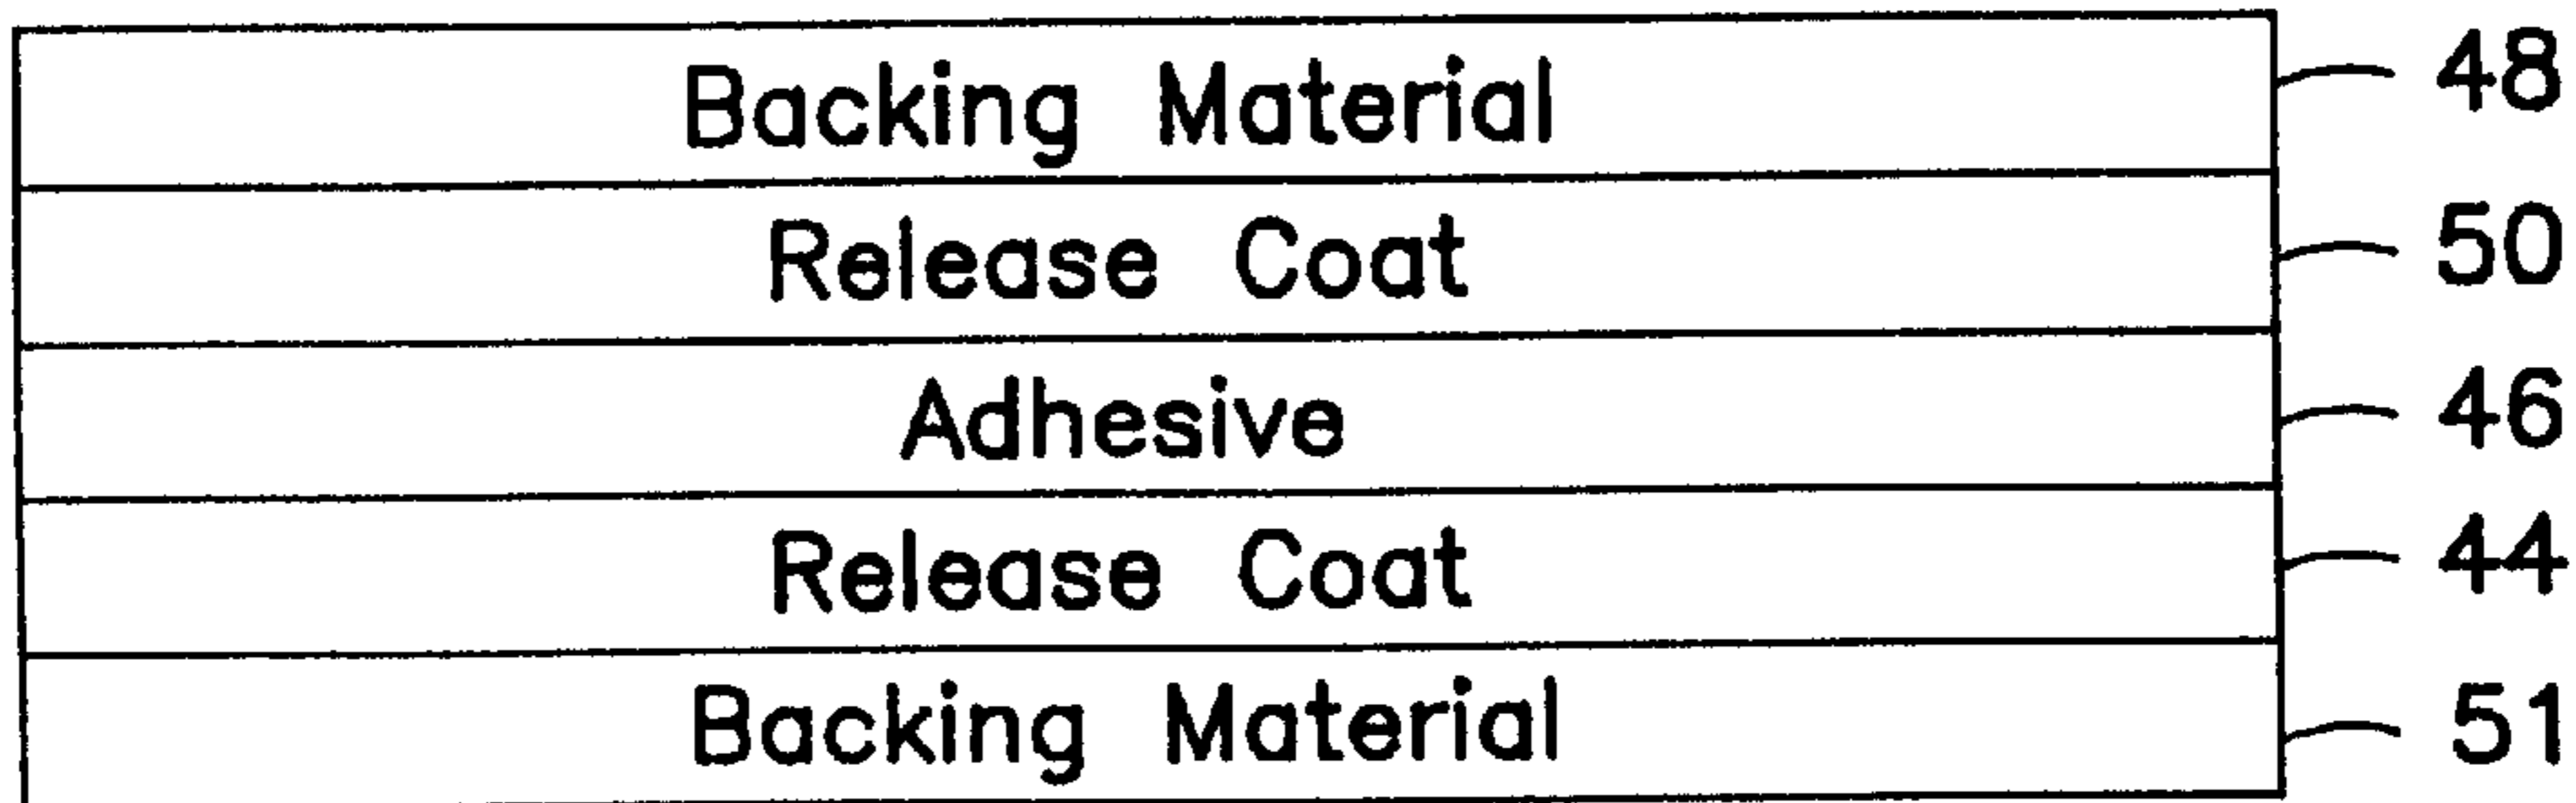 Backing Material 48
Release Coat 50
Adhesive 46
Release Coat 44
Backing Material 51